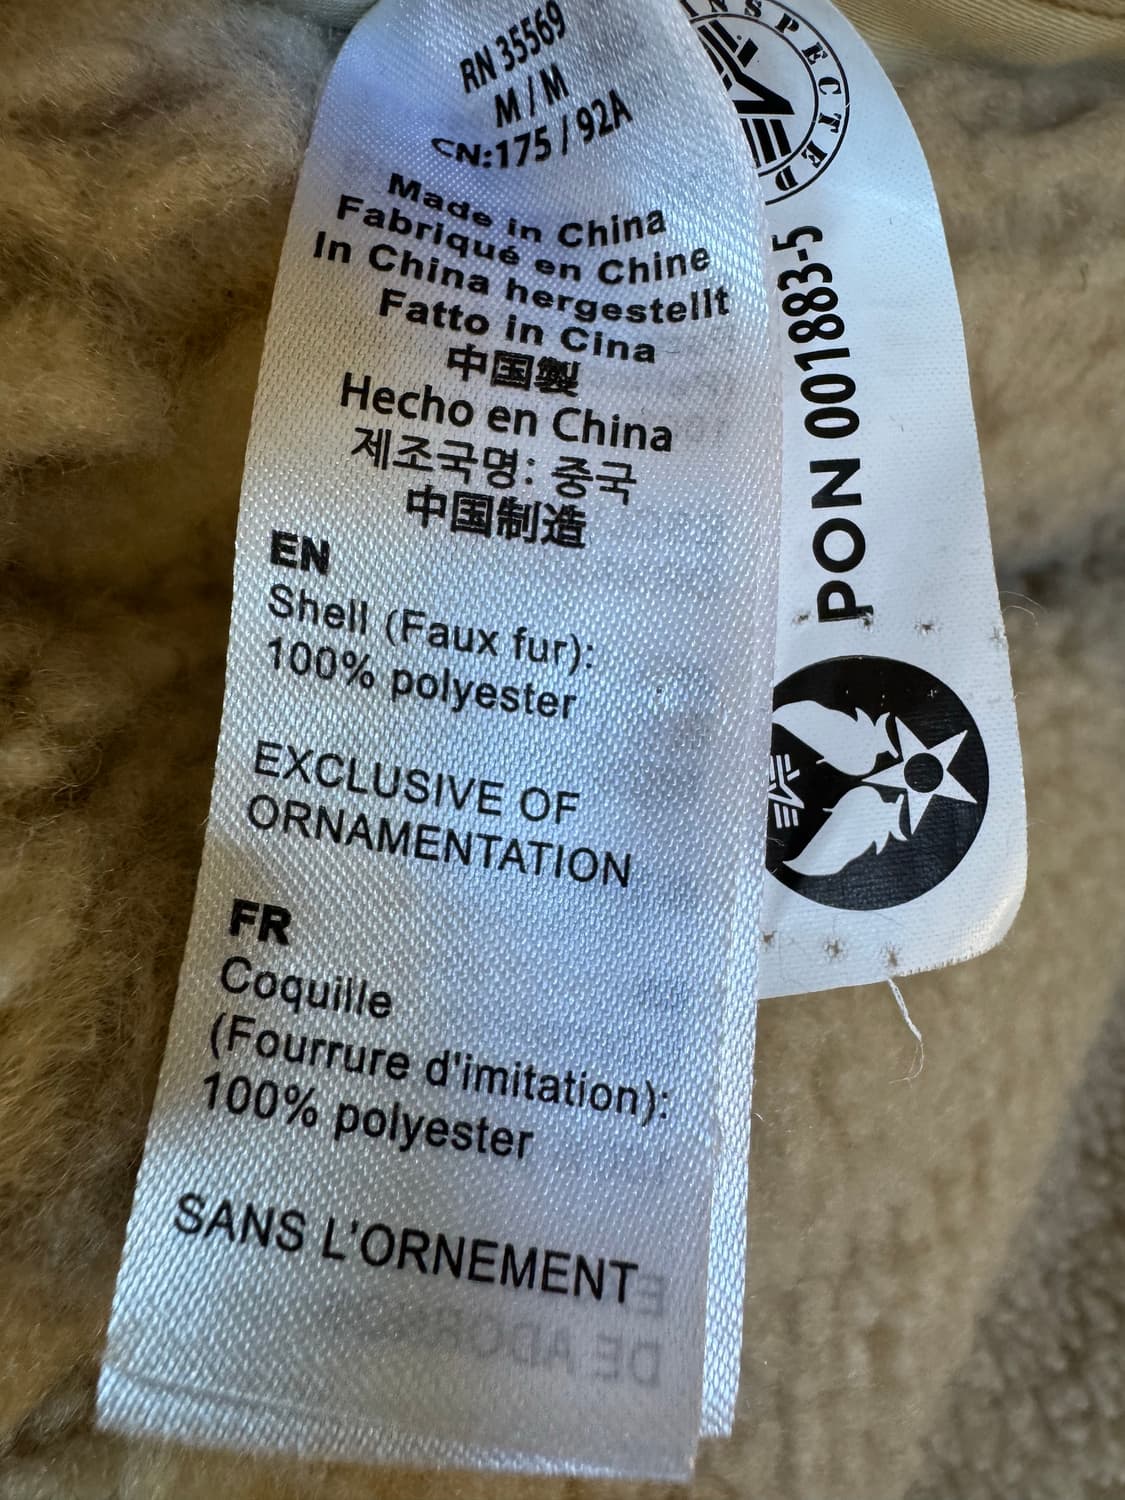 RN 35569
M / M
CN:175 / 92A
Made in China
Fabriqué en Chine
In China hergestellt
Fatto in Cina
中国製
Hecho en China
제조국명: 중국
中国制造
EN
Shell (Faux fur):
100% polyester
EXCLUSIVE OF
ORNAMENTATION
FR
Coquille
(Fourrure d'imitation):
100% polyester
SANS L'ORNEMENT
INSPECTED
PON 001883-5